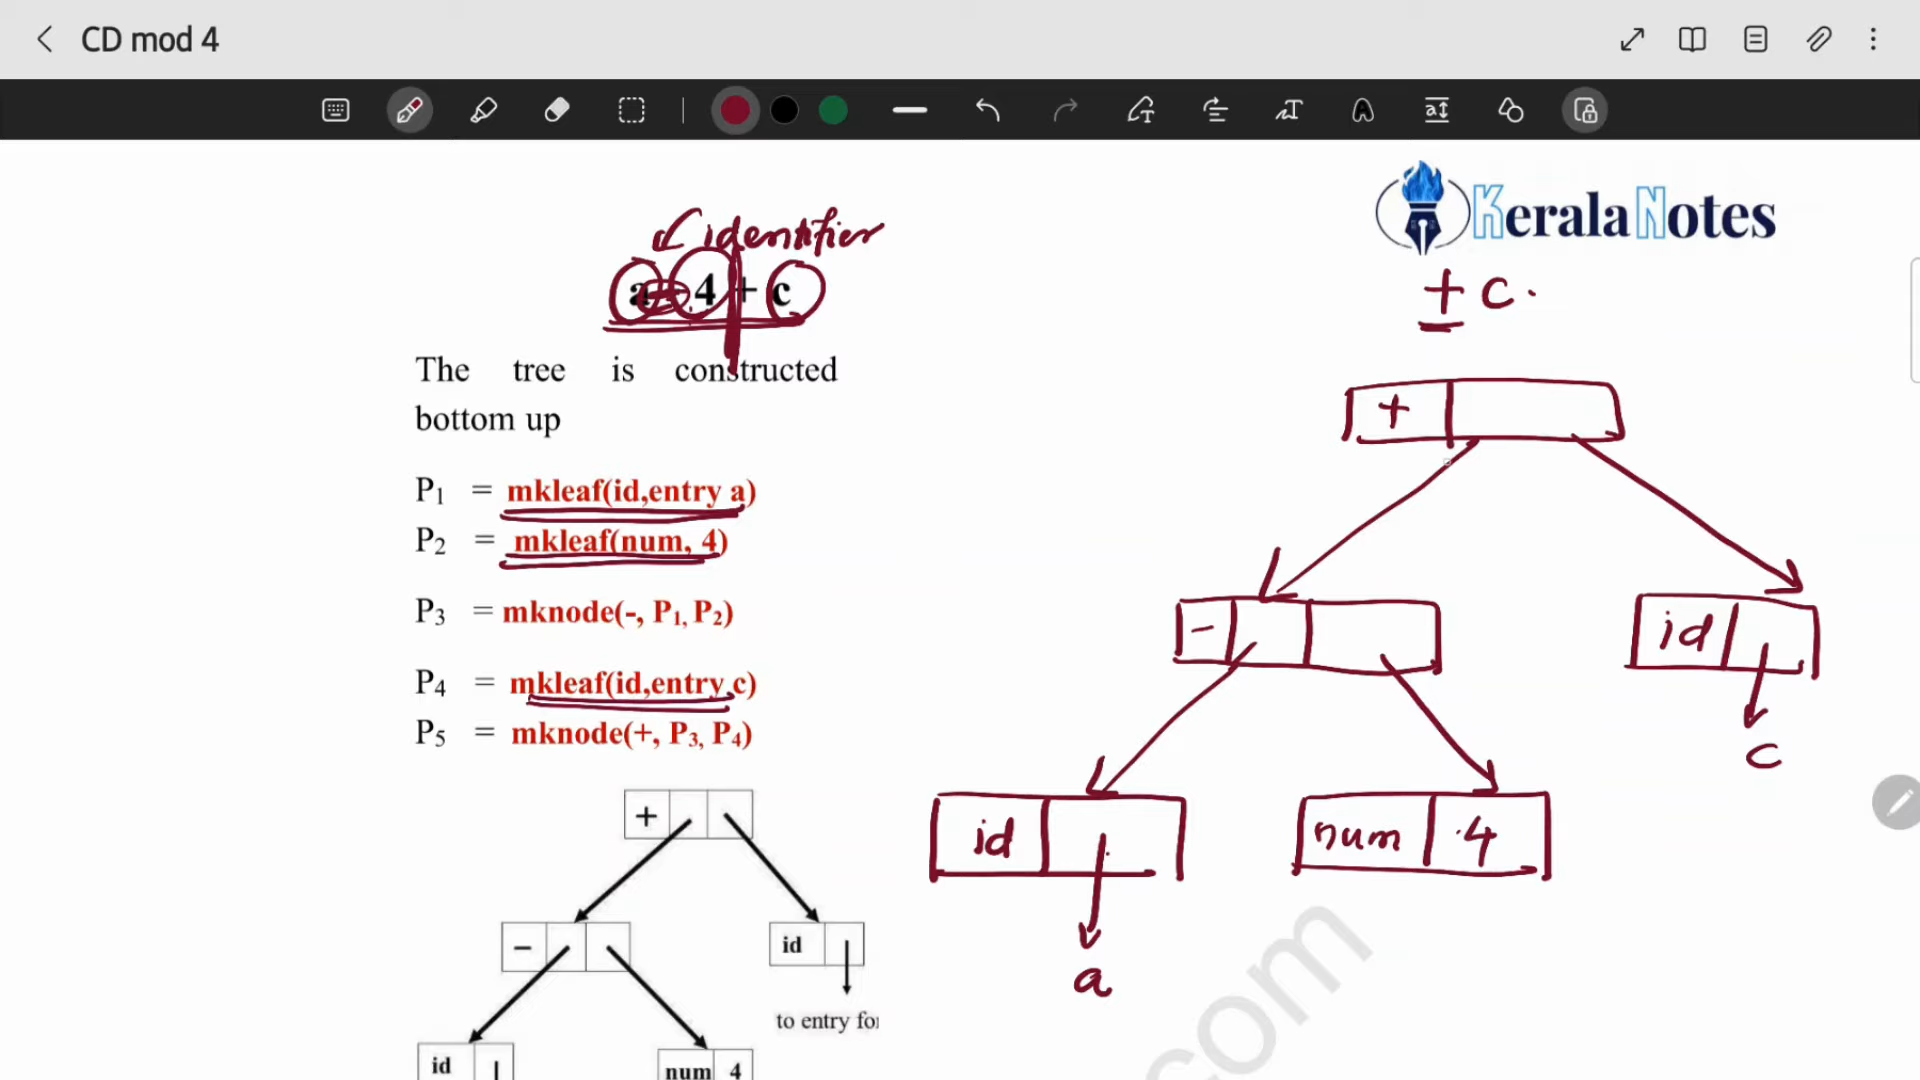 CD mod 4
KeralaNotes
identifier
a - 4 + c
+ c.
The tree is constructed
bottom up
P1 = mkleaf(id,entry a)
P2 = mkleaf(num, 4)
P3 = mknode(-, P1, P2)
P4 = mkleaf(id,entry c)
P5 = mknode(+, P3, P4)
+
- id
c
id num 4
a
+
- id
to entry for
id num 4
.com